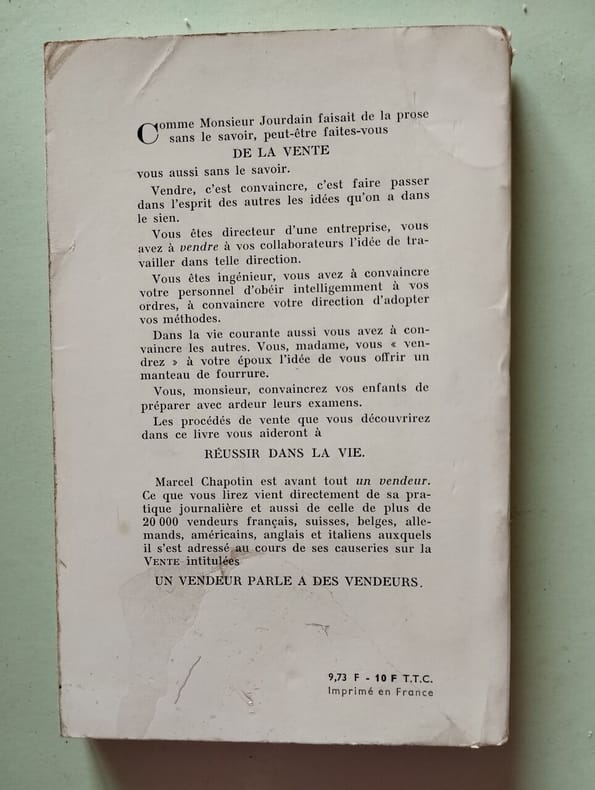 Comme Monsieur Jourdain faisait de la prose
sans le savoir, peut-être faites-vous
DE LA VENTE
vous aussi sans le savoir.
Vendre, c'est convaincre, c'est faire passer
dans l'esprit des autres les idées qu'on a dans
le sien.
Vous êtes directeur d'une entreprise, vous
avez à vendre à vos collaborateurs l'idée de tra-
vailler dans telle direction.
Vous êtes ingénieur, vous avez à convaincre
votre personnel d'obéir intelligemment à vos
ordres, à convaincre votre direction d'adopter
vos méthodes.
Dans la vie courante aussi vous avez à con-
vaincre les autres. Vous, madame, vous « ven-
drez » à votre époux l'idée de vous offrir un
manteau de fourrure.
Vous, monsieur, convaincrez vos enfants de
préparer avec ardeur leurs examens.
Les procédés de vente que vous découvrirez
dans ce livre vous aideront à
RÉUSSIR DANS LA VIE.
Marcel Chapotin est avant tout un vendeur.
Ce que vous lirez vient directement de sa pra-
tique journalière et aussi de celle de plus de
20 000 vendeurs français, suisses, belges, alle-
mands, américains, anglais et italiens auxquels
il s'est adressé au cours de ses causeries sur la
VENTE intitulées
UN VENDEUR PARLE A DES VENDEURS.
9,73 F - 10 F T.T.C.
Imprimé en France